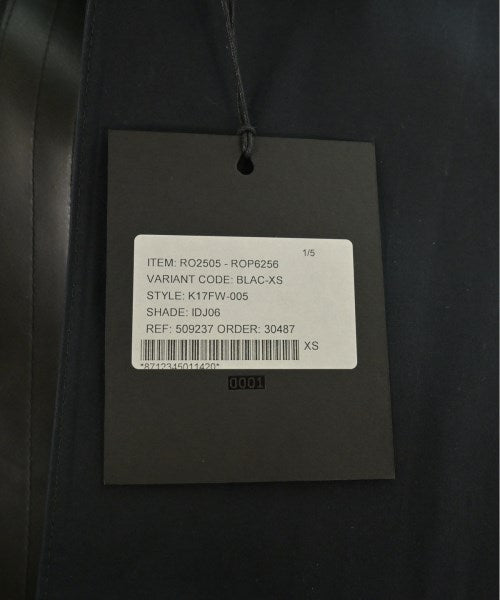 1/5
ITEM: RO2505 - ROP6256
VARIANT CODE: BLAC-XS
STYLE: K17FW-005
SHADE: IDJ06
REF: 509237 ORDER: 30487
XS
*8712345011420*
0001